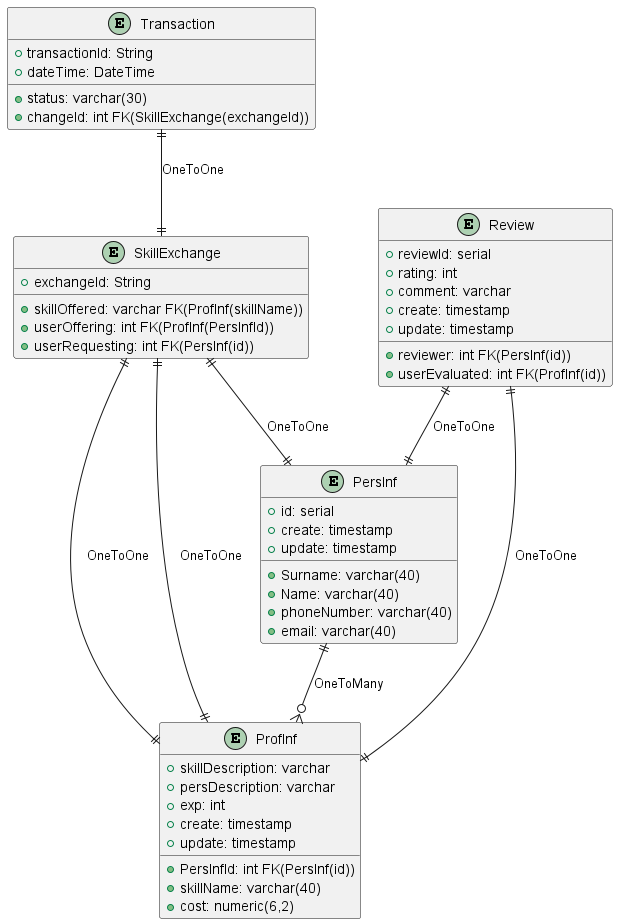 E Transaction
transactionId: String
dateTime: DateTime
status: varchar(30)
changeId: int FK(SkillExchange(exchangeId))
OneToOne
E SkillExchange
exchangeId: String
skillOffered: varchar FK(ProfInf(skillName))
userOffering: int FK(ProfInf(PersInfId))
userRequesting: int FK(PersInf(id))
E Review
reviewId: serial
rating: int
comment: varchar
create: timestamp
update: timestamp
reviewer: int FK(PersInf(id))
userEvaluated: int FK(ProfInf(id))
OneToOne
OneToOne
E PersInf
id: serial
create: timestamp
update: timestamp
Surname: varchar(40)
Name: varchar(40)
phoneNumber: varchar(40)
email: varchar(40)
OneToOne
OneToOne
OneToOne
OneToMany
E ProfInf
skillDescription: varchar
persDescription: varchar
exp: int
create: timestamp
update: timestamp
PersInfId: int FK(PersInf(id))
skillName: varchar(40)
cost: numeric(6,2)